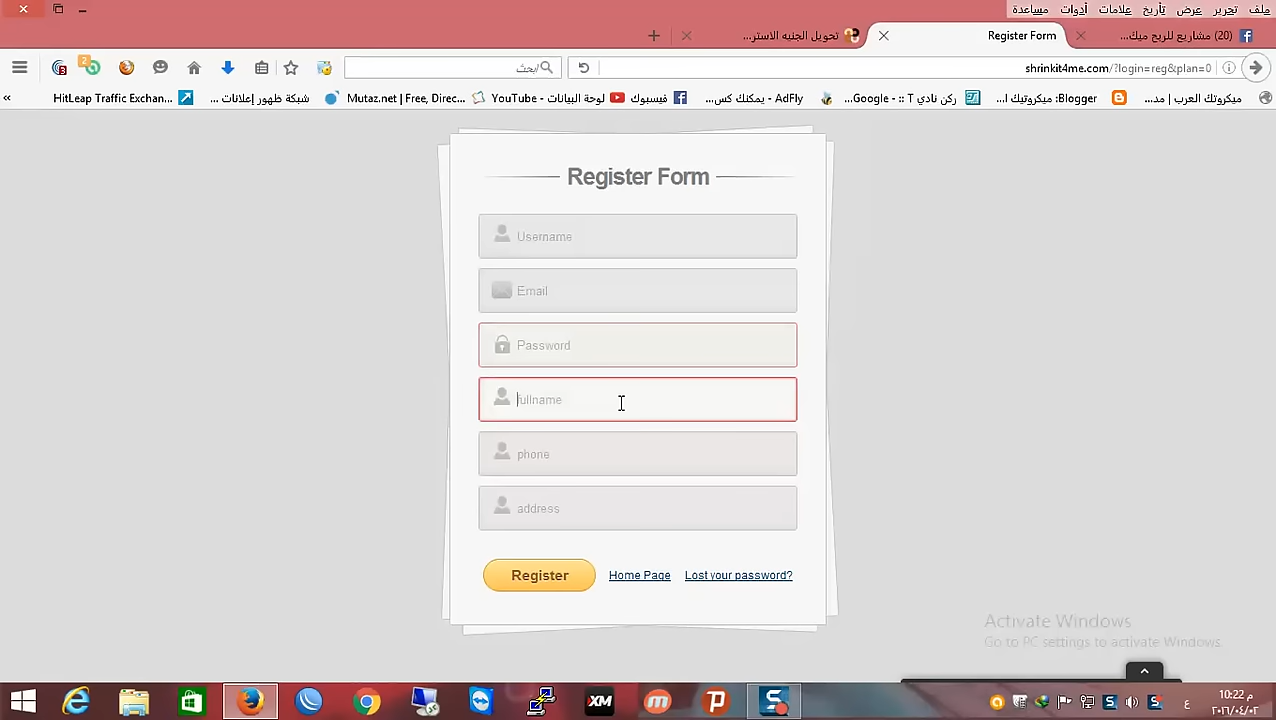 ملف تحرير عرض تأريخ علامات أدوات مساعدة
(20) مشاريع للربح ميك...
Register Form
تحويل الجنيه الاستر...
shrinkit4me.com/?login=reg&plan=0
ابحث
2
ميكروتك العرب | مد...
Blogger: ميكروتيك ا...
ركن نادي Google - :: T...
AdFly - يمكنك كس...
فيسبوك
لوحة البيانات - YouTube
Mutaz.net | Free, Direc...
شبكة ظهور إعلانات ...
HitLeap Traffic Exchan...
«
Register Form
Username
Email
Password
fullname
phone
address
Register Home Page Lost your password?
Activate Windows
Go to PC settings to activate Windows.
XM
ع
10:22 م